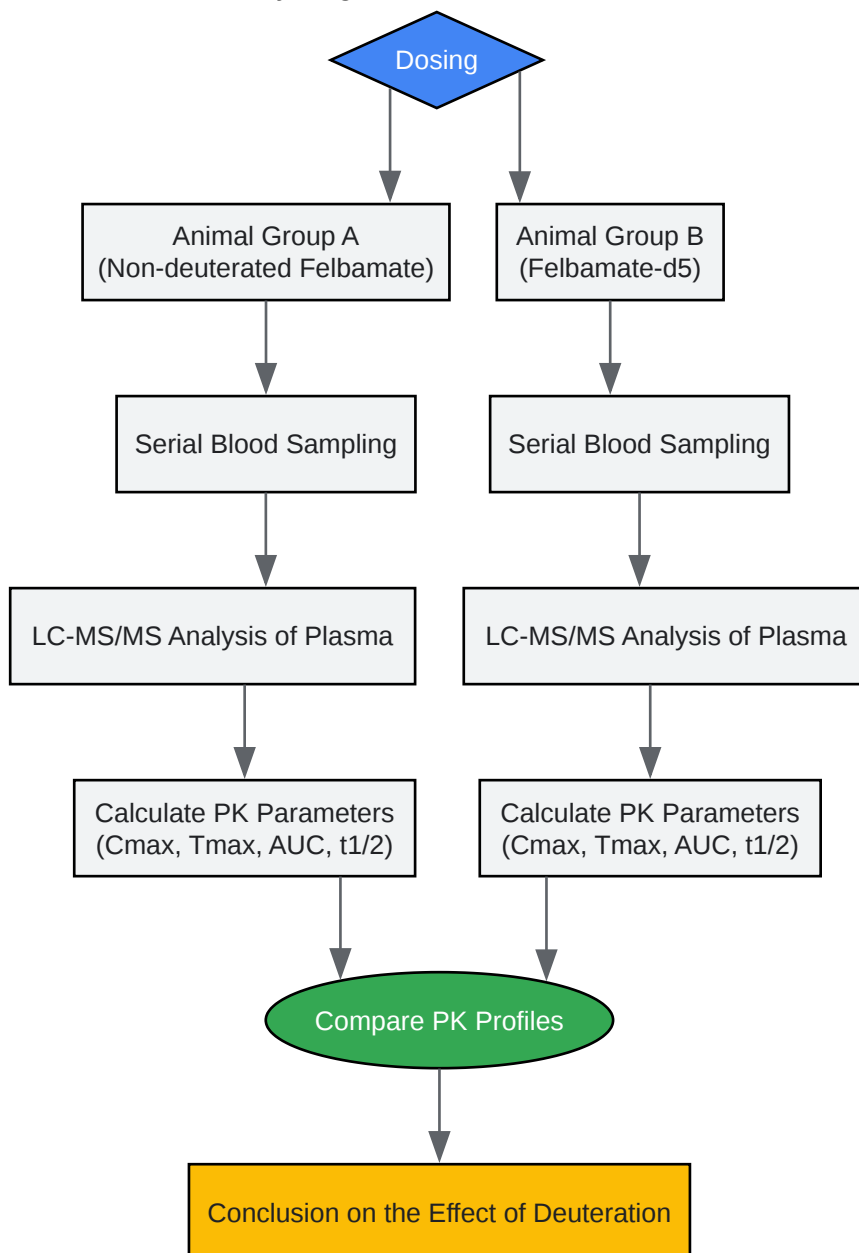 Dosing
Animal Group A
(Non-deuterated Felbamate)
Animal Group B
(Felbamate-d5)
Serial Blood Sampling
Serial Blood Sampling
LC-MS/MS Analysis of Plasma
LC-MS/MS Analysis of Plasma
Calculate PK Parameters
(Cmax, Tmax, AUC, t1/2)
Calculate PK Parameters
(Cmax, Tmax, AUC, t1/2)
Compare PK Profiles
Conclusion on the Effect of Deuteration